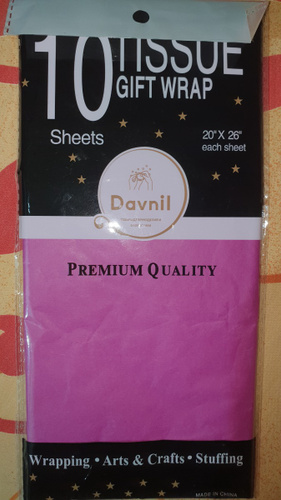 10 TISSUE
GIFT WRAP
Sheets
20" X 26"
each sheet
Davnil
PREMIUM QUALITY
Wrapping • Arts & Crafts • Stuffing
MADE IN CHINA